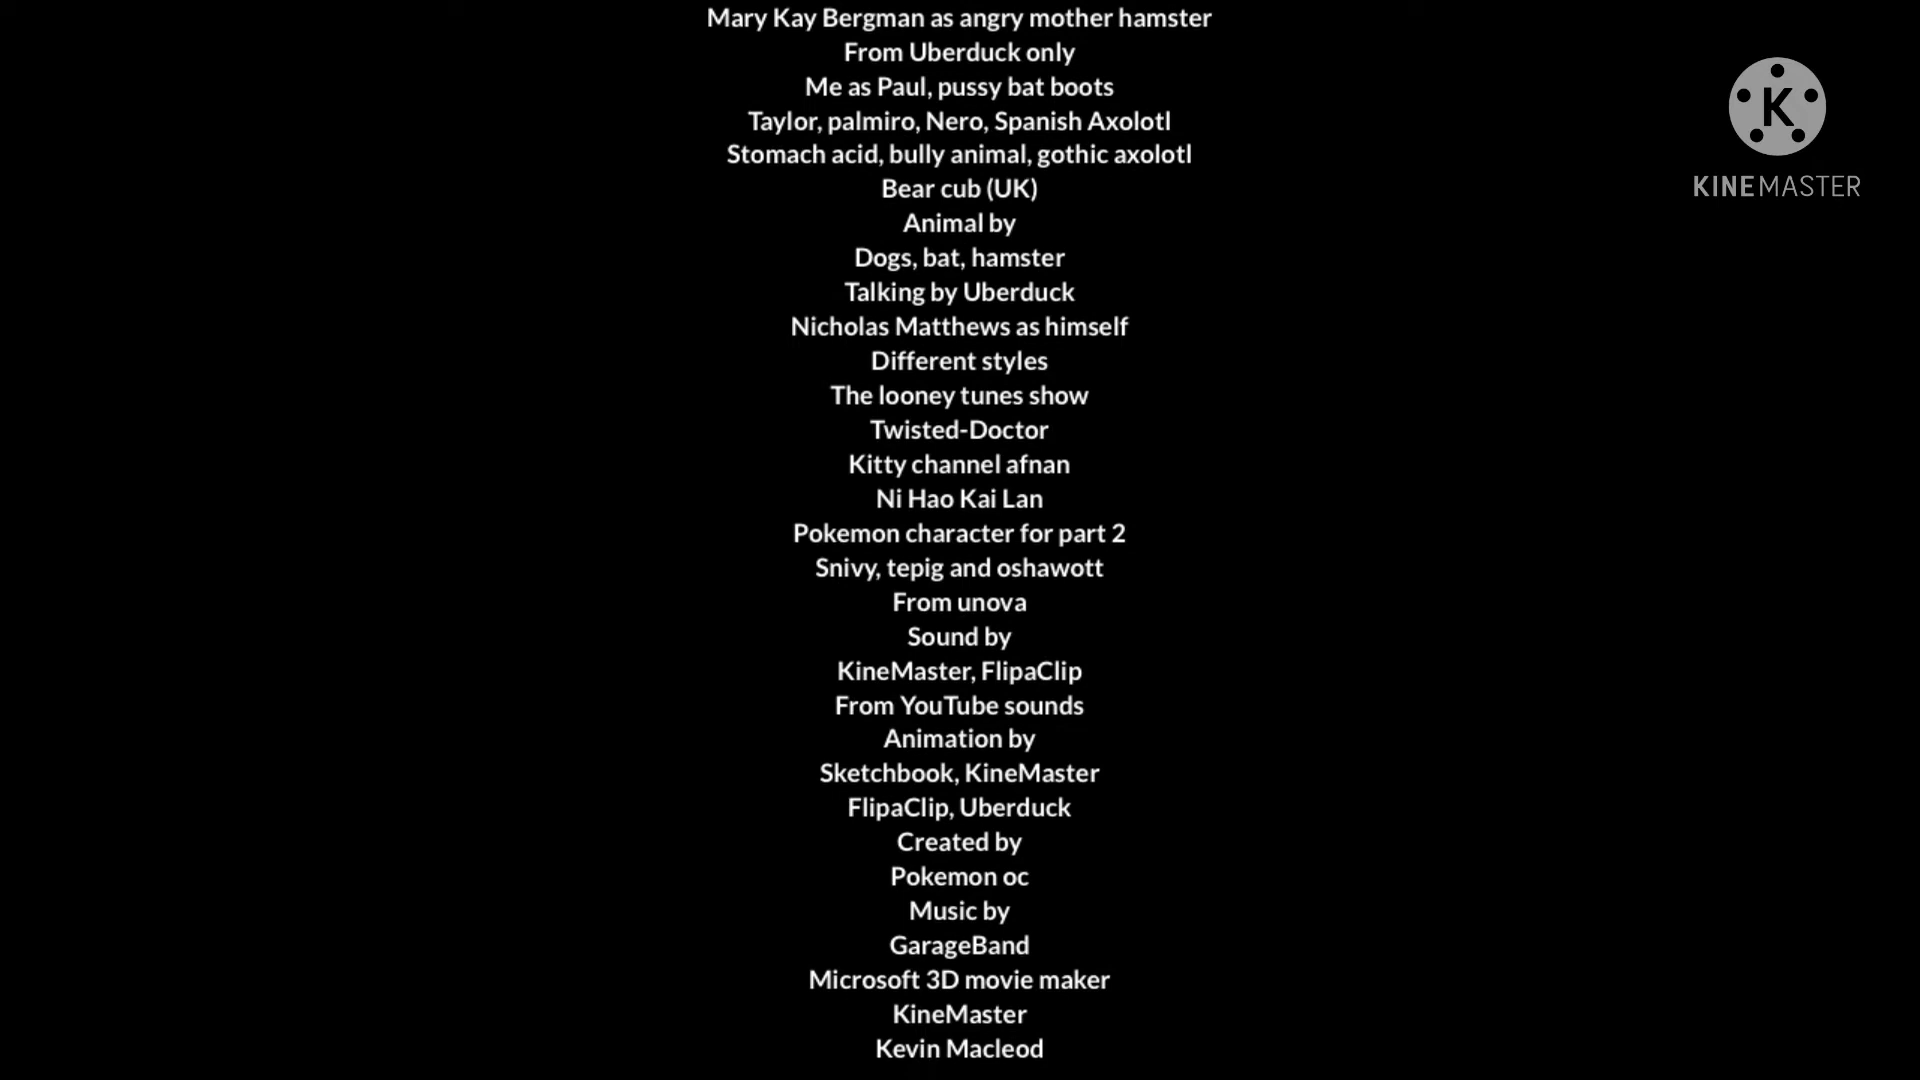 Mary Kay Bergman as angry mother hamster
From Uberduck only
Me as Paul, pussy bat boots
Taylor, palmiro, Nero, Spanish Axolotl
Stomach acid, bully animal, gothic axolotl
Bear cub (UK)
Animal by
Dogs, bat, hamster
Talking by Uberduck
Nicholas Matthews as himself
Different styles
The looney tunes show
Twisted-Doctor
Kitty channel afnan
Ni Hao Kai Lan
Pokemon character for part 2
Snivy, tepig and oshawott
From unova
Sound by
KineMaster, FlipaClip
From YouTube sounds
Animation by
Sketchbook, KineMaster
FlipaClip, Uberduck
Created by
Pokemon oc
Music by
GarageBand
Microsoft 3D movie maker
KineMaster
Kevin Macleod
K
KINEMASTER